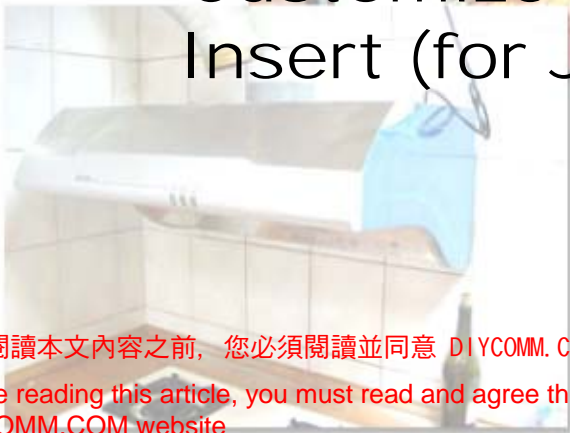 Insert (for J
閱讀本文內容之前, 您必須閱讀並同意 DIYCOMM.C
e reading this article, you must read and agree th
OMM.COM website